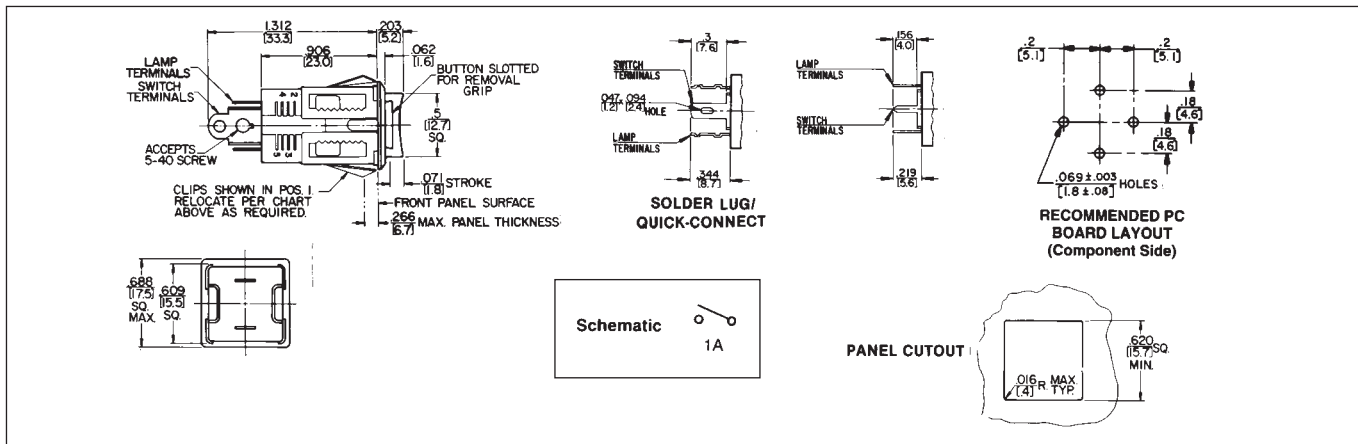 1.312
[33.3]
.203
[5.2]
.906
[23.0]
.062
[1.6]
LAMP
TERMINALS
SWITCH
TERMINALS
BUTTON SLOTTED
FOR REMOVAL
GRIP
.5
[12.7]
SQ.
ACCEPTS
5-40 SCREW
CLIPS SHOWN IN POS. 1.
RELOCATE PER CHART
ABOVE AS REQUIRED.
.071
[1.8] STROKE
FRONT PANEL SURFACE
.266
[6.7] MAX. PANEL THICKNESS
.3
[7.6]
SWITCH
TERMINALS
.047 x .094
[1.2] [2.4] HOLE
LAMP
TERMINALS
.344
[8.7]
SOLDER LUG/
QUICK-CONNECT
.156
[4.0]
LAMP
TERMINALS
SWITCH
TERMINALS
.219
[5.6]
.2
[5.1]
.2
[5.1]
.18
[4.6]
.18
[4.6]
.069 ±.003
[1.8 ±.08] HOLES
RECOMMENDED PC
BOARD LAYOUT
(Component Side)
.688
[17.5]
SQ.
MAX.
.609
[15.5]
SQ.
Schematic
1A
PANEL CUTOUT
.620
[15.7] SQ.
MIN.
.016
[.4] R. MAX.
TYP.